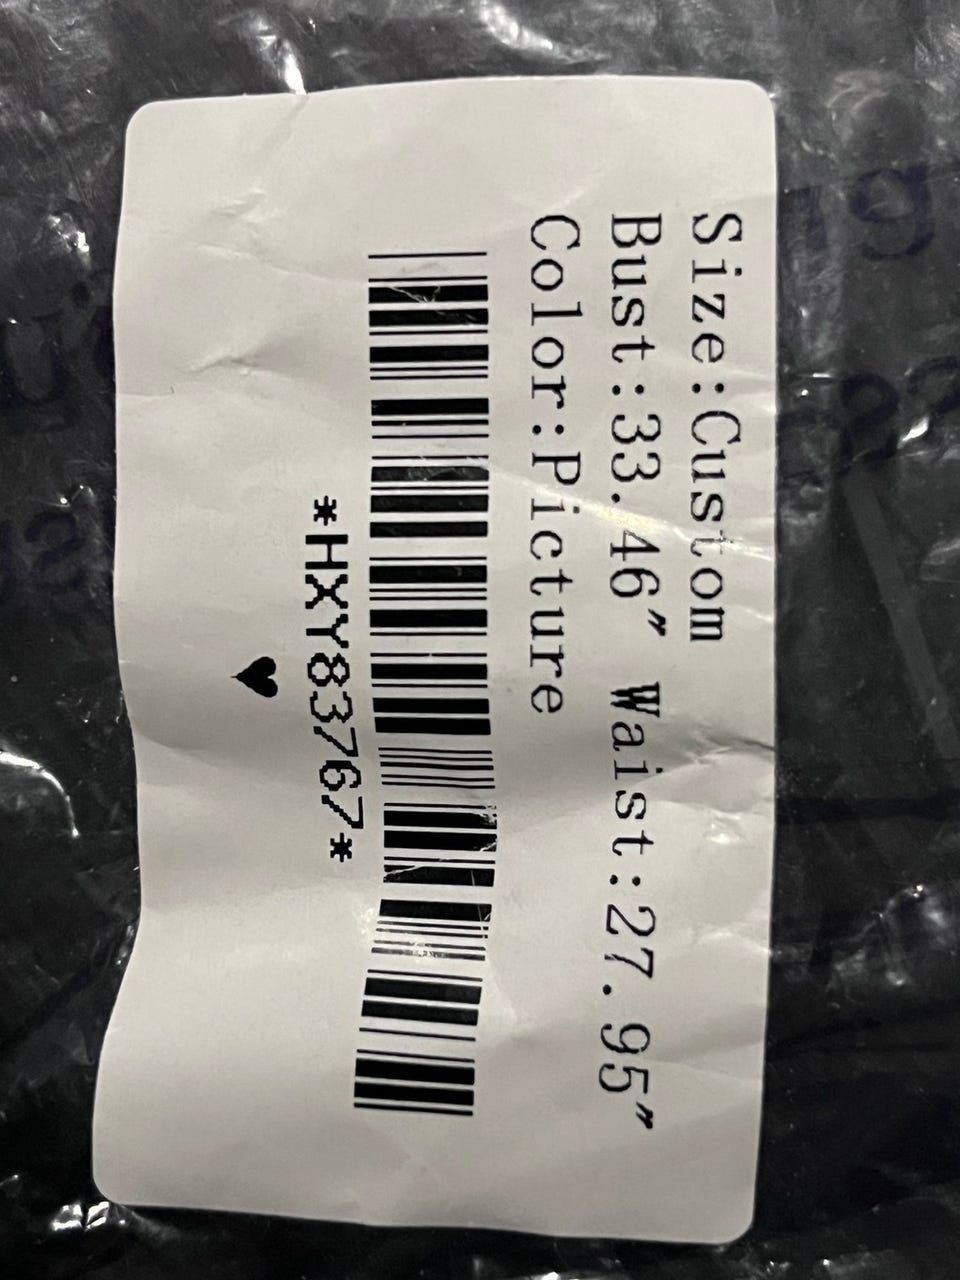 Size:Custom
Bust:33.46" Waist:27.95"
Color:Picture
*HXY83767*